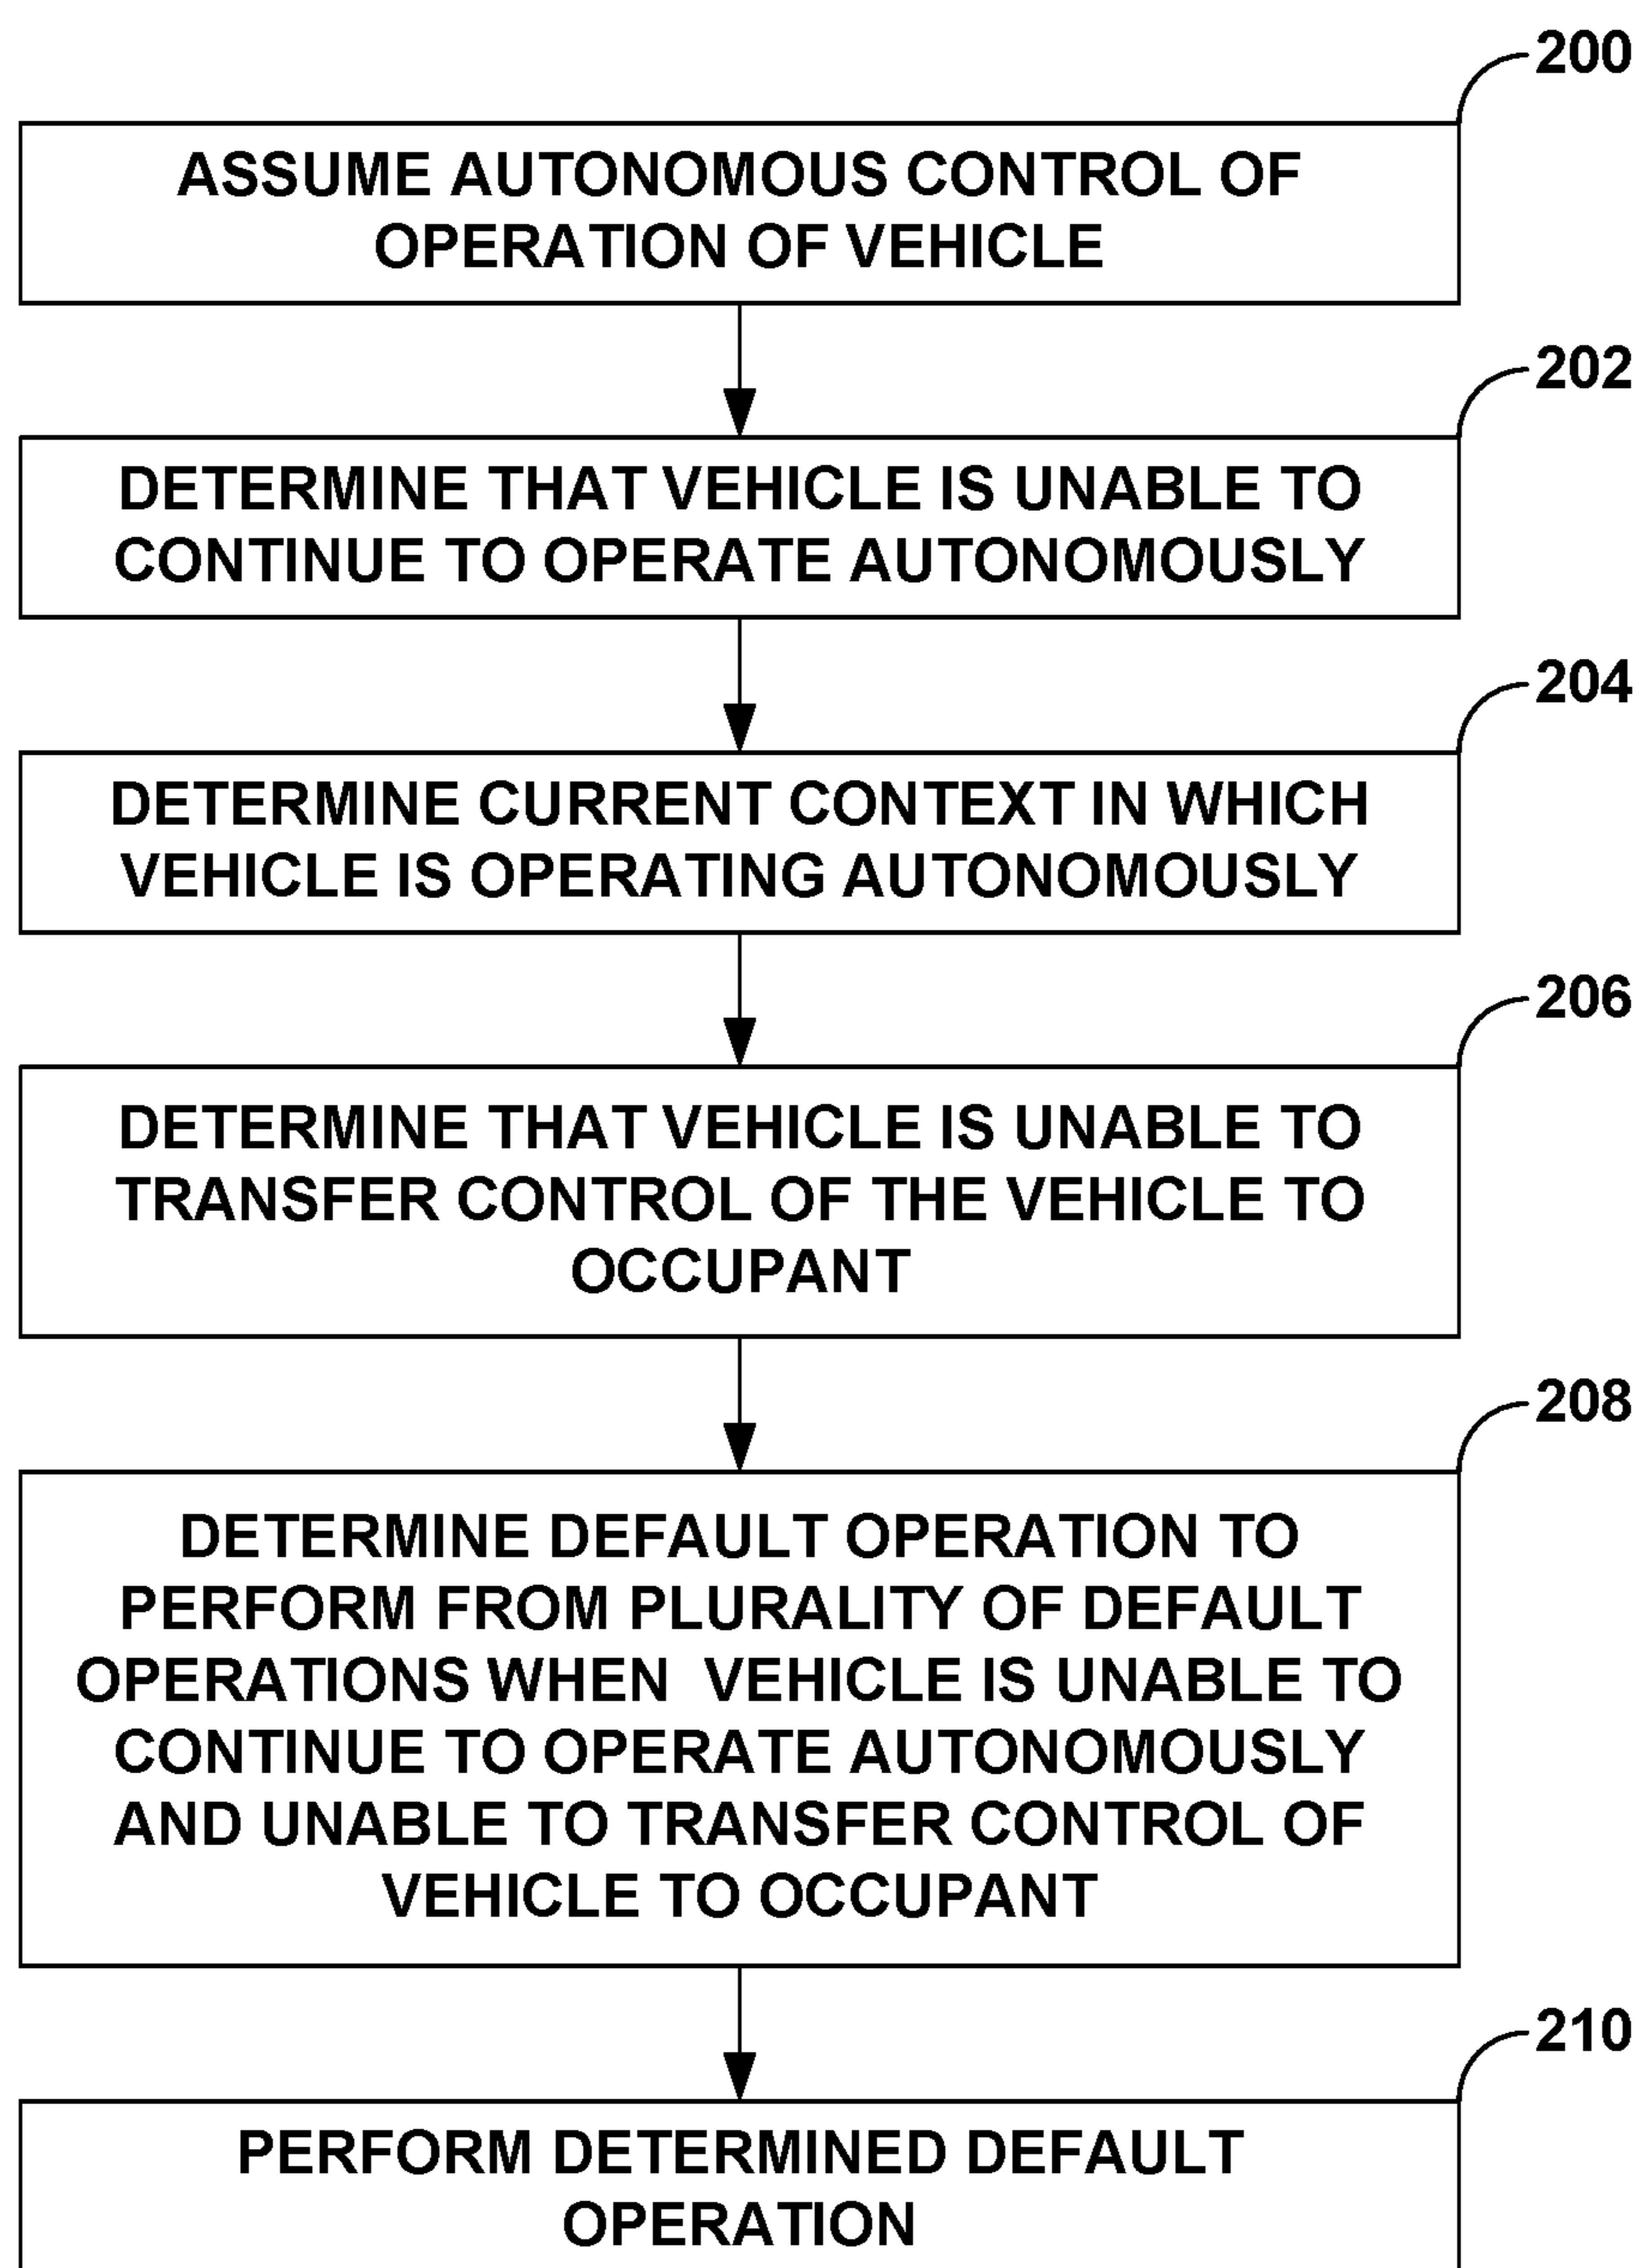 200
ASSUME AUTONOMOUS CONTROL OF
OPERATION OF VEHICLE
202
DETERMINE THAT VEHICLE IS UNABLE TO
CONTINUE TO OPERATE AUTONOMOUSLY
204
DETERMINE CURRENT CONTEXT IN WHICH
VEHICLE IS OPERATING AUTONOMOUSLY
206
DETERMINE THAT VEHICLE IS UNABLE TO
TRANSFER CONTROL OF THE VEHICLE TO
OCCUPANT
208
DETERMINE DEFAULT OPERATION TO
PERFORM FROM PLURALITY OF DEFAULT
OPERATIONS WHEN VEHICLE IS UNABLE TO
CONTINUE TO OPERATE AUTONOMOUSLY
AND UNABLE TO TRANSFER CONTROL OF
VEHICLE TO OCCUPANT
210
PERFORM DETERMINED DEFAULT
OPERATION